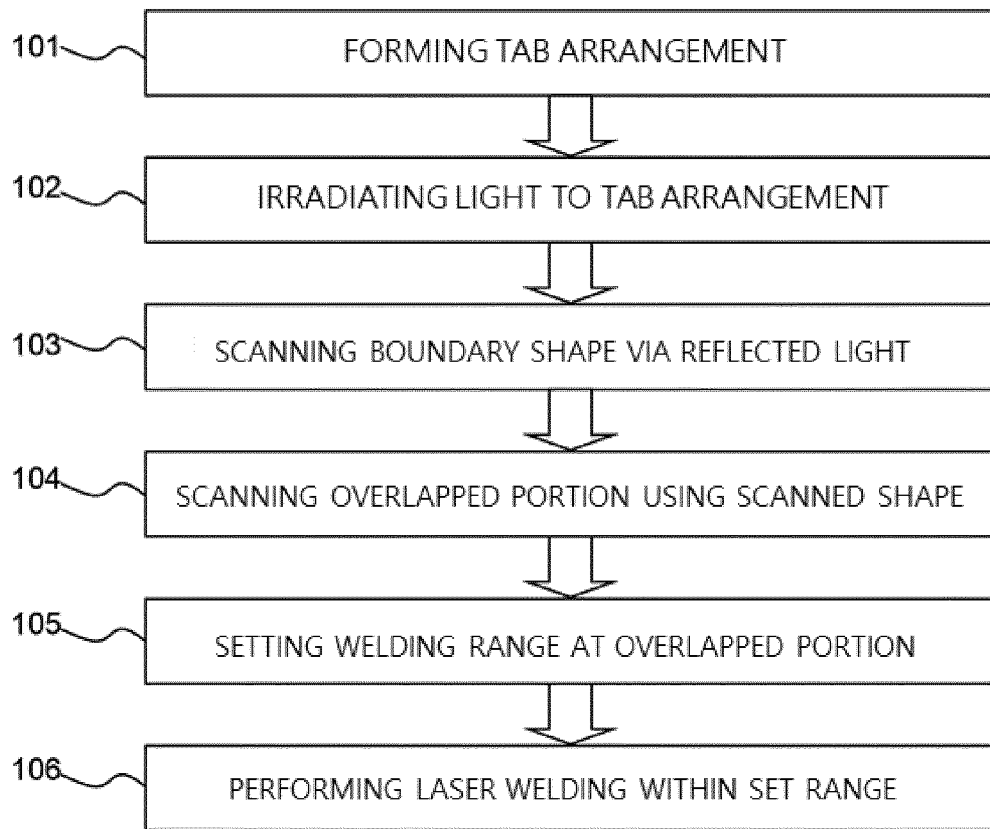 101 FORMING TAB ARRANGEMENT
102 IRRADIATING LIGHT TO TAB ARRANGEMENT
103 SCANNING BOUNDARY SHAPE VIA REFLECTED LIGHT
104 SCANNING OVERLAPPED PORTION USING SCANNED SHAPE
105 SETTING WELDING RANGE AT OVERLAPPED PORTION
106 PERFORMING LASER WELDING WITHIN SET RANGE